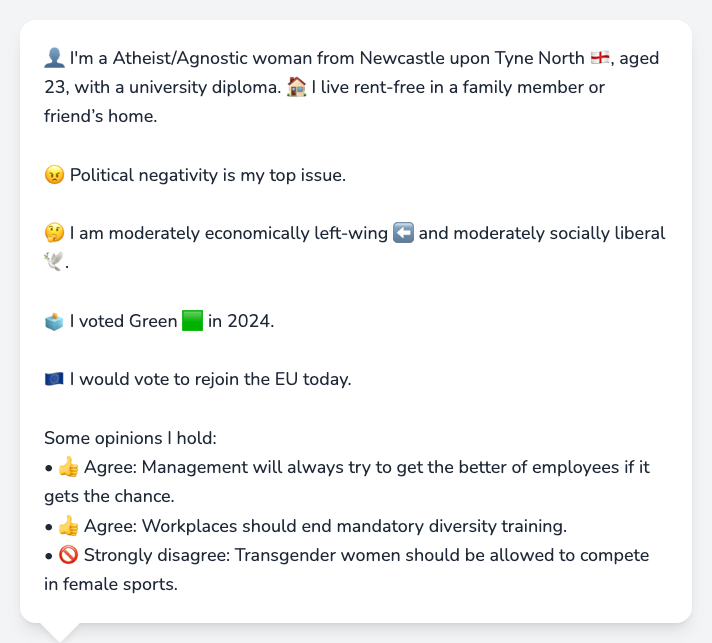 👤 I'm a Atheist/Agnostic woman from Newcastle upon Tyne North 🏴󠁧󠁢󠁥󠁮󠁧󠁿, aged
23, with a university diploma. 🏠 I live rent-free in a family member or
friend’s home.
😠 Political negativity is my top issue.
🤔 I am moderately economically left-wing ⬅️ and moderately socially liberal
🕊️.
🗳️ I voted Green 🟩 in 2024.
🇪🇺 I would vote to rejoin the EU today.
Some opinions I hold:
• 👍 Agree: Management will always try to get the better of employees if it
gets the chance.
• 👍 Agree: Workplaces should end mandatory diversity training.
• 🚫 Strongly disagree: Transgender women should be allowed to compete
in female sports.